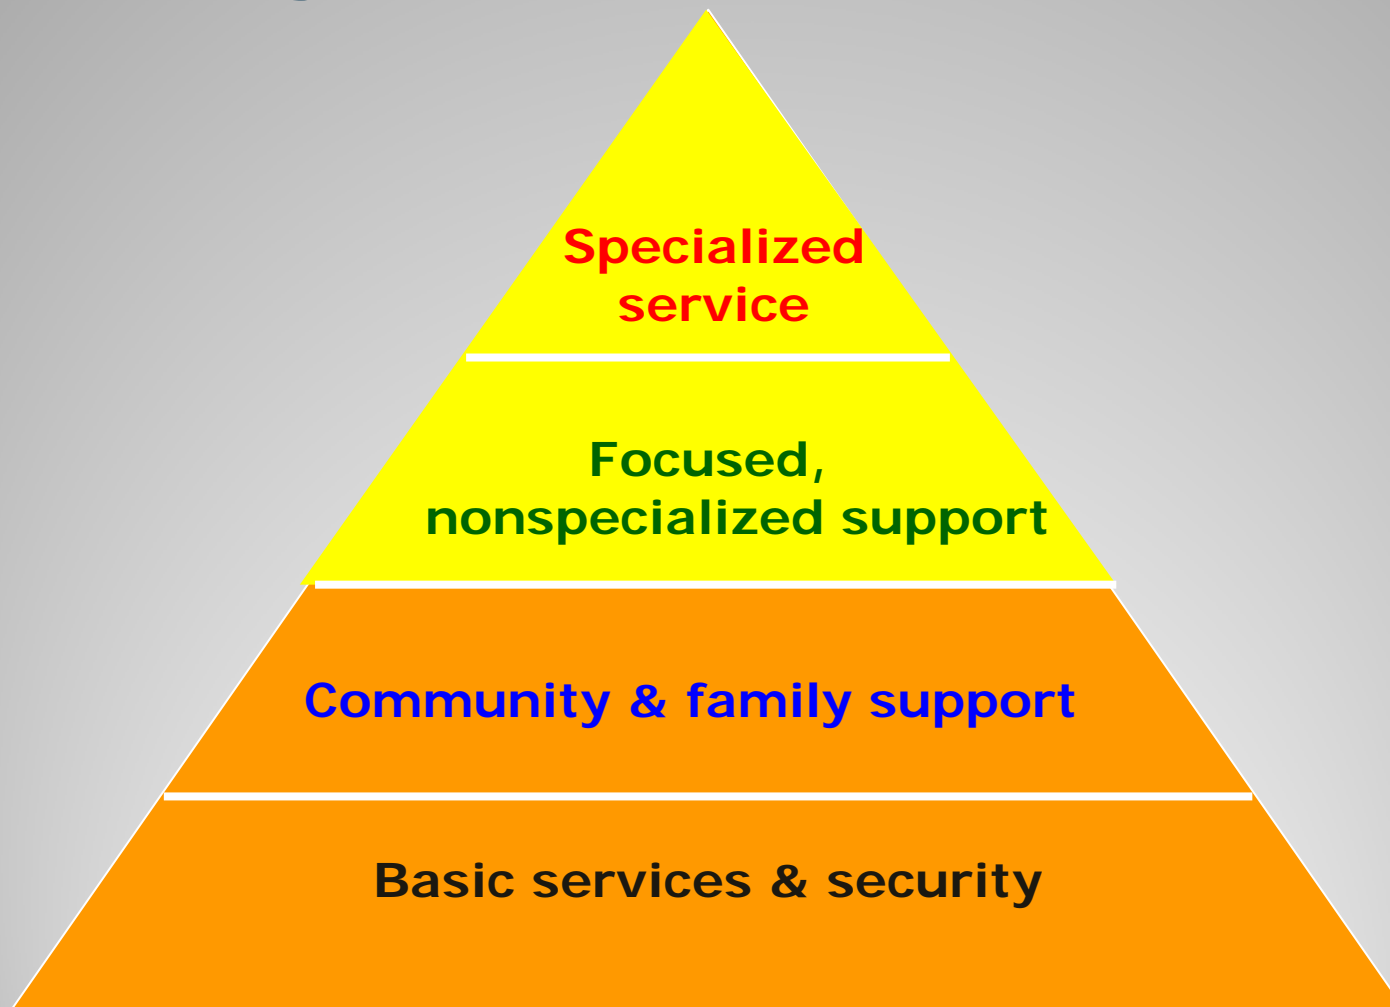 Specialized
service
Focused,
nonspecialized support
Community & family support
Basic services & security